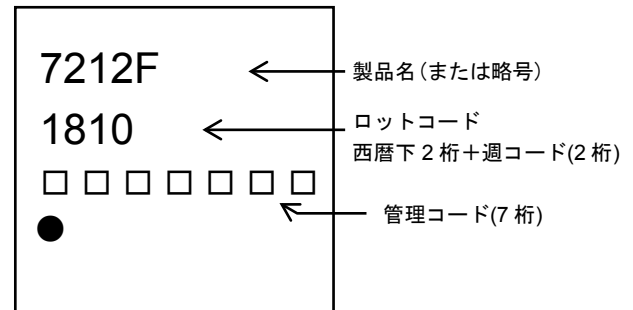 7212F
製品名(または略号)
1810
ロットコード
西暦下2桁+週コード(2桁)
□□□□□□□
管理コード(7桁)
●